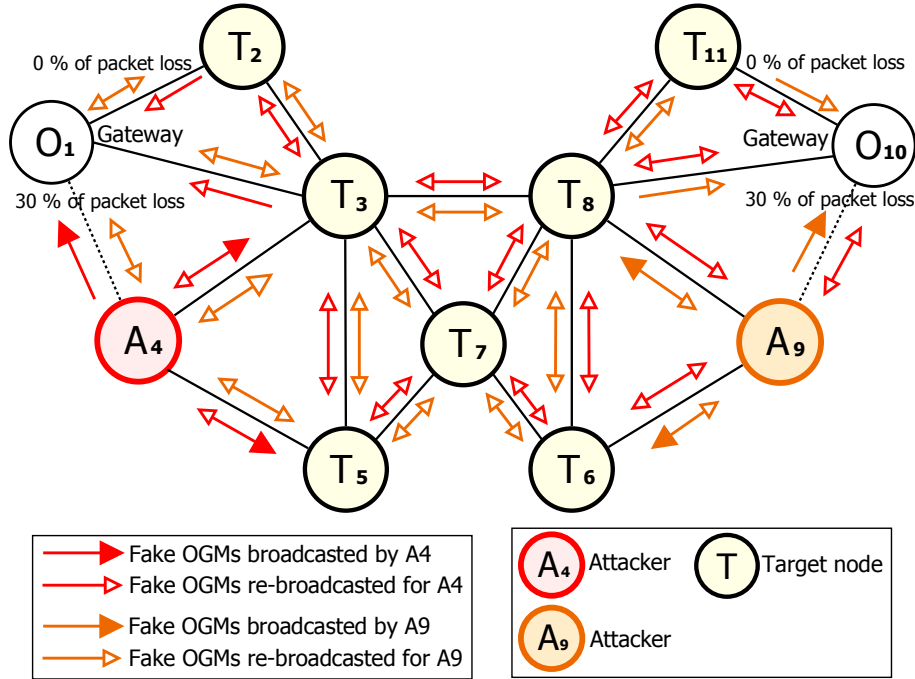 T2
T11
0 % of packet loss
0 % of packet loss
O1
Gateway
Gateway
O10
30 % of packet loss
T3
T8
30 % of packet loss
A4
T7
A9
T5
T6
Fake OGMs broadcasted by A4
Fake OGMs re-broadcasted for A4
Fake OGMs broadcasted by A9
Fake OGMs re-broadcasted for A9
A4 Attacker
T Target node
A9 Attacker